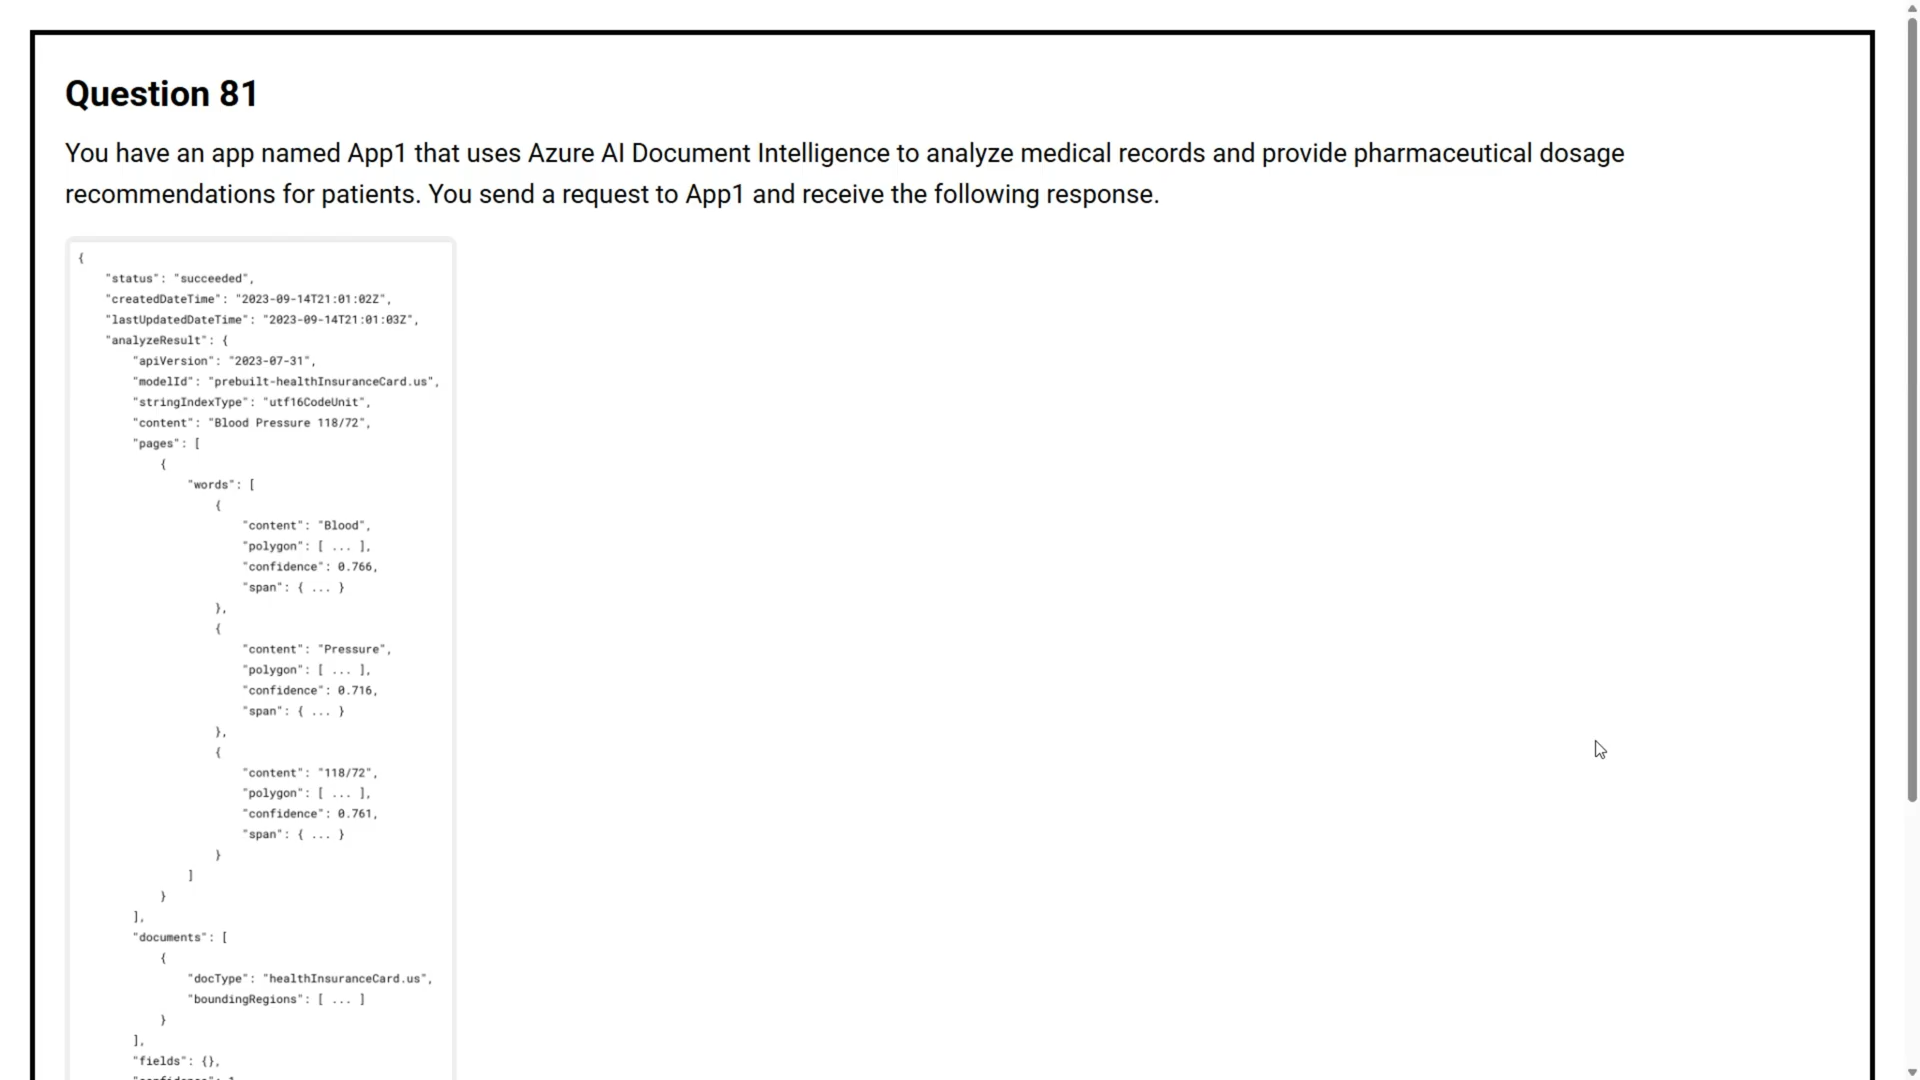 Question 81
You have an app named App1 that uses Azure AI Document Intelligence to analyze medical records and provide pharmaceutical dosage
recommendations for patients. You send a request to App1 and receive the following response.
{
"status": "succeeded",
"createdDateTime": "2023-09-14T21:01:02Z",
"lastUpdatedDateTime": "2023-09-14T21:01:03Z",
"analyzeResult": {
"apiVersion": "2023-07-31",
"modelId": "prebuilt-healthInsuranceCard.us",
"stringIndexType": "utf16CodeUnit",
"content": "Blood Pressure 118/72",
"pages": [
{
"words": [
{
"content": "Blood",
"polygon": [ ... ],
"confidence": 0.766,
"span": { ... }
},
{
"content": "Pressure",
"polygon": [ ... ],
"confidence": 0.716,
"span": { ... }
},
{
"content": "118/72",
"polygon": [ ... ],
"confidence": 0.761,
"span": { ... }
}
]
}
],
"documents": [
{
"docType": "healthInsuranceCard.us",
"boundingRegions": [ ... ]
}
],
"fields": {},